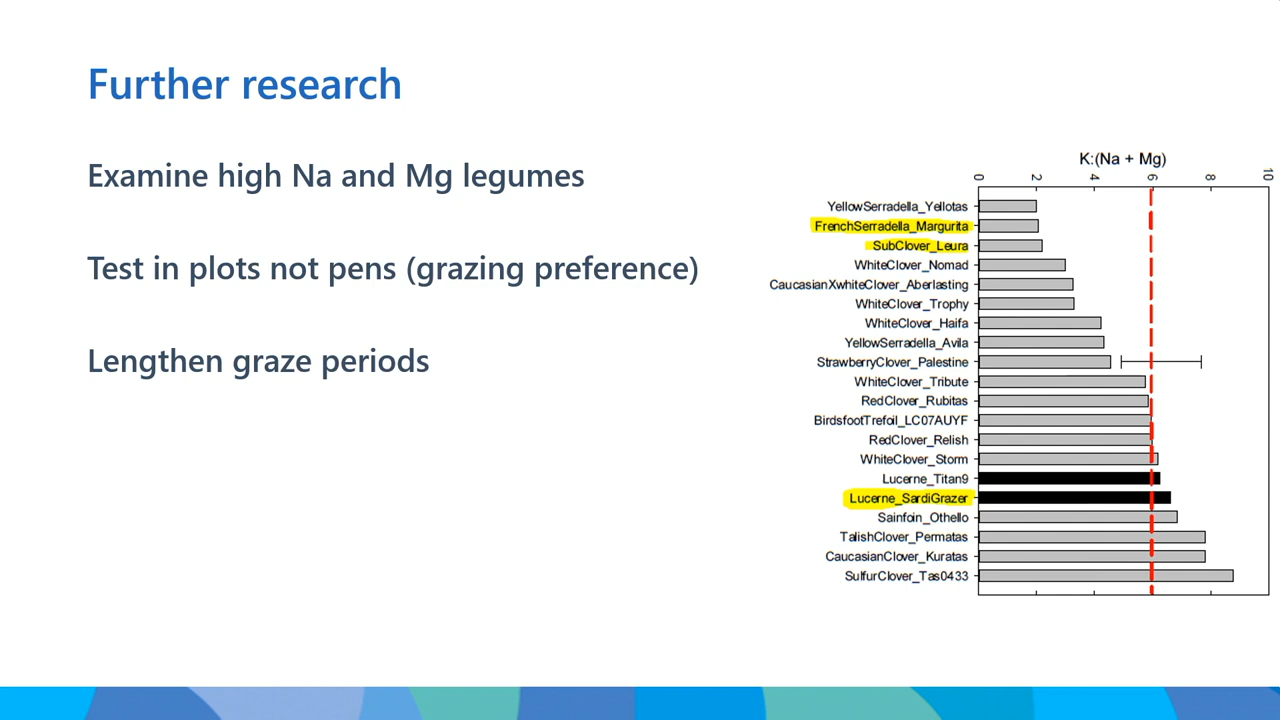 Further research
Examine high Na and Mg legumes
Test in plots not pens (grazing preference)
Lengthen graze periods
K:(Na + Mg)
0 2 4 6 8 10
YellowSerradella_Yellotas
FrenchSerradella_Margurita
SubClover_Leura
WhiteClover_Nomad
CaucasianXwhiteClover_Aberlasting
WhiteClover_Trophy
WhiteClover_Haifa
YellowSerradella_Avila
StrawberryClover_Palestine
WhiteClover_Tribute
RedClover_Rubitas
BirdsfootTrefoil_LC07AUYF
RedClover_Relish
WhiteClover_Storm
Lucerne_Titan9
Lucerne_SardiGrazer
Sainfoin_Othello
TalishClover_Permatas
CaucasianClover_Kuratas
SulfurClover_Tas0433